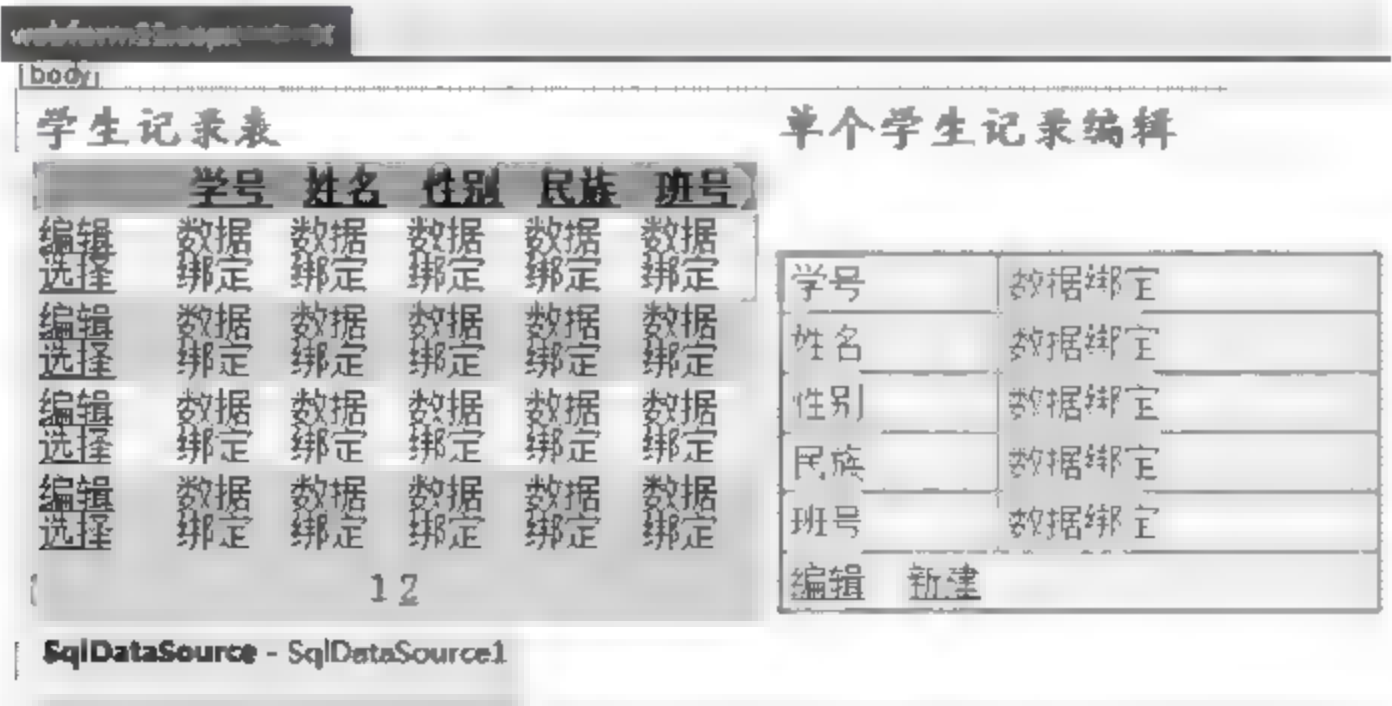 body
学生记录表
单个学生记录编辑
学号 姓名 性别 民族 班号
编辑 数据 数据 数据 数据 数据
选择 绑定 绑定 绑定 绑定 绑定
编辑 数据 数据 数据 数据 数据
选择 绑定 绑定 绑定 绑定 绑定
编辑 数据 数据 数据 数据 数据
选择 绑定 绑定 绑定 绑定 绑定
编辑 数据 数据 数据 数据 数据
选择 绑定 绑定 绑定 绑定 绑定
1 2
学号 数据绑定
姓名 数据绑定
性别 数据绑定
民族 数据绑定
班号 数据绑定
编辑 新建
SqlDataSource - SqlDataSource1